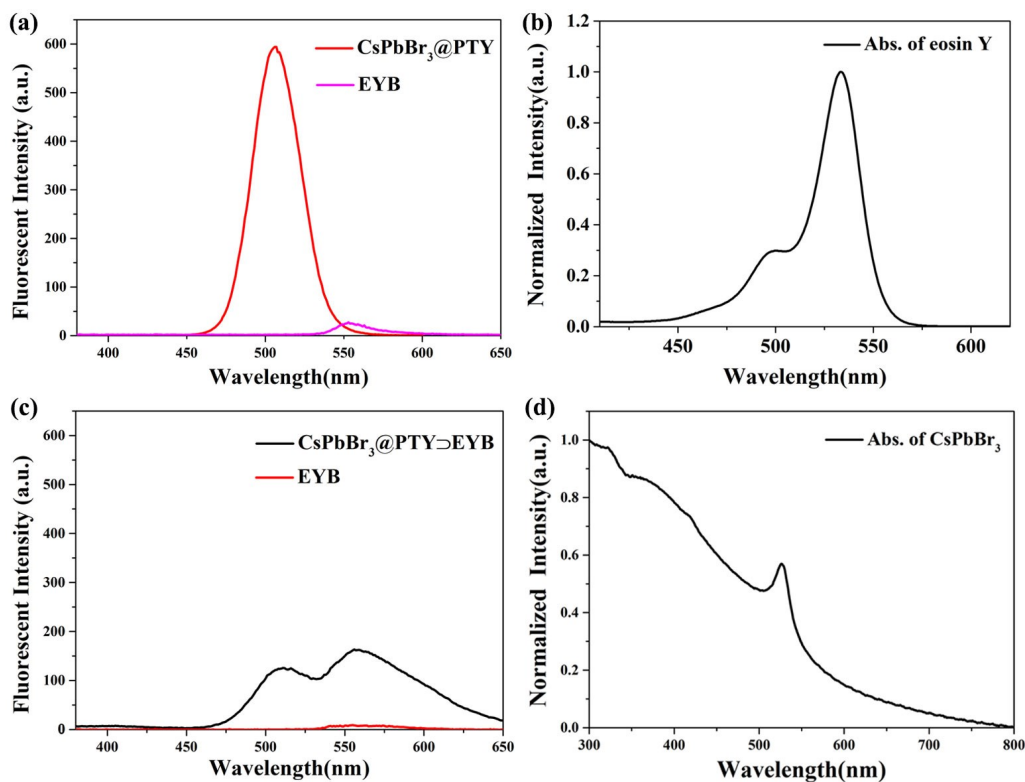 (a)
CsPbBr₃@PTY
EYB
Fluorescent Intensity (a.u.)
600
500
400
300
200
100
0
400 450 500 550 600 650
Wavelength(nm)
(b)
Abs. of eosin Y
Normalized Intensity(a.u.)
1.2
1.0
0.8
0.6
0.4
0.2
0.0
450 500 550 600
Wavelength(nm)
(c)
CsPbBr₃@PTY⊃EYB
EYB
Fluorescent Intensity (a.u.)
600
500
400
300
200
100
0
400 450 500 550 600 650
Wavelength(nm)
(d)
Abs. of CsPbBr₃
Normalized Intensity(a.u.)
1.0
0.8
0.6
0.4
0.2
0.0
300 400 500 600 700 800
Wavelength(nm)